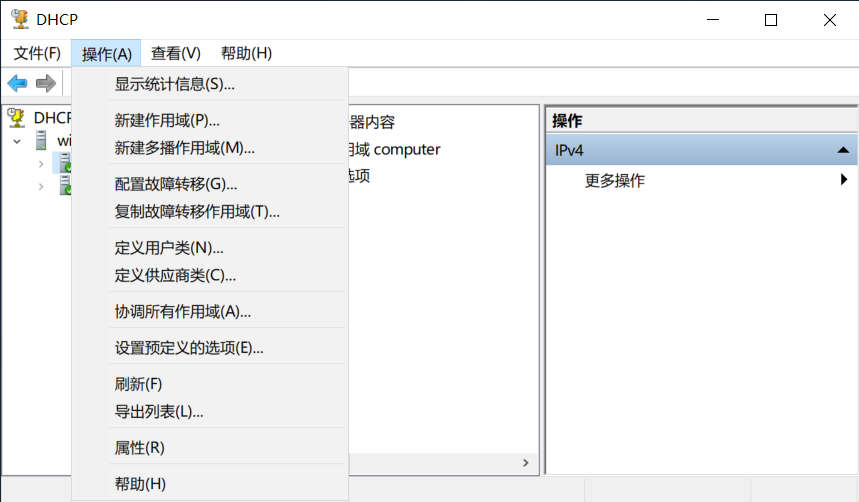 DHCP
文件(F) 操作(A) 查看(V) 帮助(H)
显示统计信息(S)...
新建作用域(P)...
新建多播作用域(M)...
配置故障转移(G)...
复制故障转移作用域(T)...
定义用户类(N)...
定义供应商类(C)...
协调所有作用域(A)...
设置预定义的选项(E)...
刷新(F)
导出列表(L)...
属性(R)
帮助(H)
DHCP
wi
器内容
用域 computer
选项
操作
IPv4
更多操作